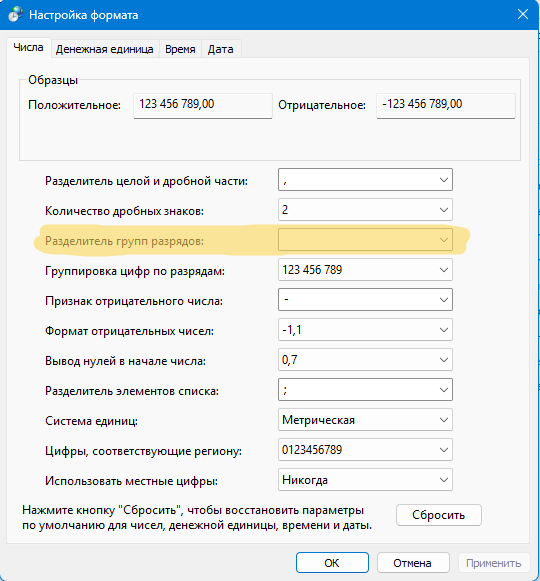 Настройка формата
Числа Денежная единица Время Дата
Образцы
Положительное: 123 456 789,00 Отрицательное: -123 456 789,00
Разделитель целой и дробной части: ,
Количество дробных знаков: 2
Разделитель групп разрядов:
Группировка цифр по разрядам: 123 456 789
Признак отрицательного числа: -
Формат отрицательных чисел: -1,1
Вывод нулей в начале числа: 0,7
Разделитель элементов списка: ;
Система единиц: Метрическая
Цифры, соответствующие региону: 0123456789
Использовать местные цифры: Никогда
Нажмите кнопку "Сбросить", чтобы восстановить параметры
по умолчанию для чисел, денежной единицы, времени и даты.
Сбросить
ОК Отмена Применить